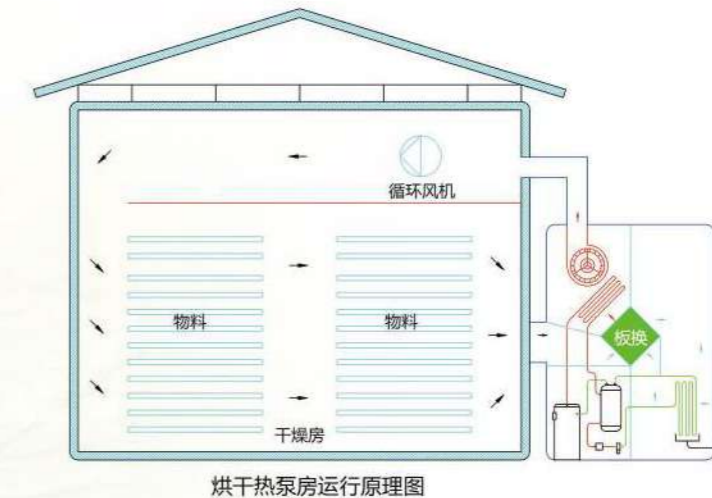 循环风机
物料
物料
板换
干燥房
烘干热泵房运行原理图